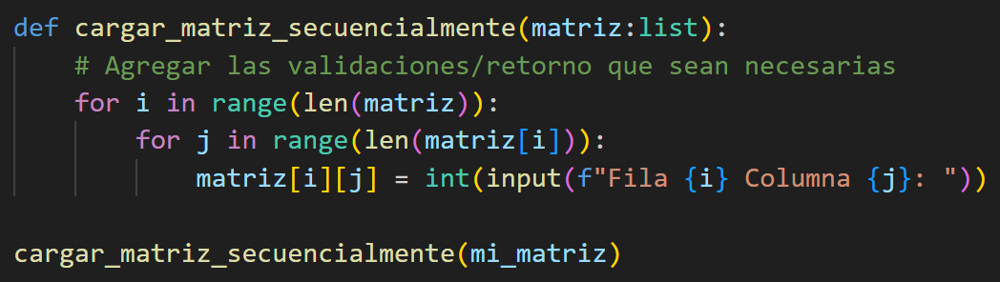 def cargar_matriz_secuencialmente(matriz:list):
    # Agregar las validaciones/retorno que sean necesarias
    for i in range(len(matriz)):
        for j in range(len(matriz[i])):
            matriz[i][j] = int(input(f"Fila {i} Columna {j}: "))

cargar_matriz_secuencialmente(mi_matriz)